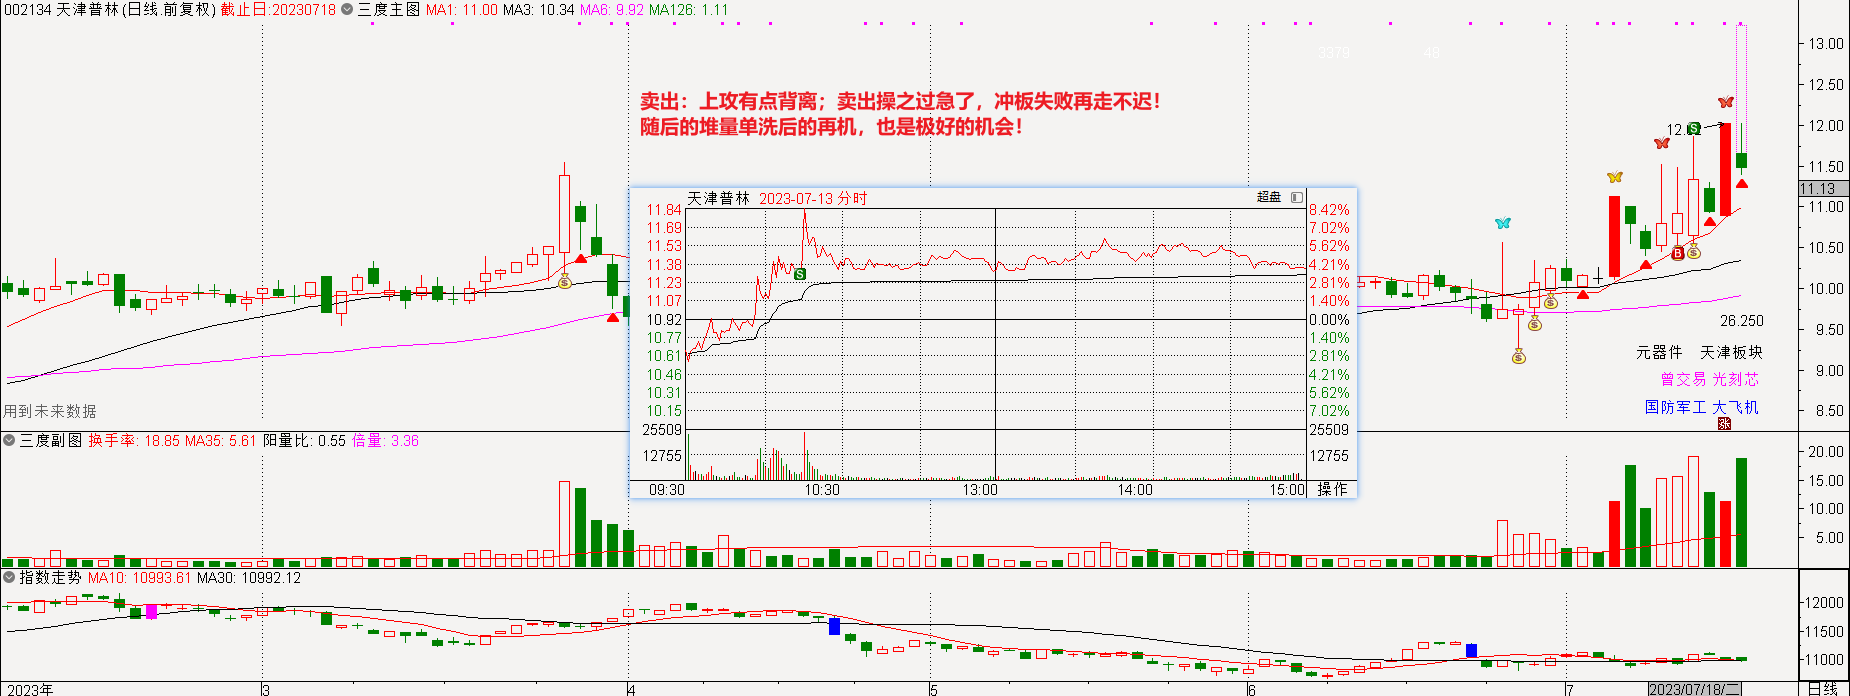 002134 天津普林(日线.前复权) 截止日:20230718 三度主图 MA1: 11.00 MA3: 10.34 MA6: 9.92 MA126: 1.11
3379 48
13.00
12.50
12.00
11.50
11.13
11.00
10.50
10.00
9.50
9.00
8.50
卖出：上攻有点背离；卖出操之过急了，冲板失败再走不迟！
随后的堆量单洗后的再机，也是极好的机会！
S
B
26.250
元器件 天津板块
曾交易 光刻芯
国防军工 大飞机
涨
用到未来数据
天津普林 2023-07-13 分时 超盘
11.84 8.42%
11.69 7.02%
11.53 5.62%
11.38 4.21%
11.23 2.81%
11.07 1.40%
10.92 0.00%
10.77 1.40%
10.61 2.81%
10.46 4.21%
10.31 5.62%
10.15 7.02%
25509 25509
12755 12755
S
09:30 10:30 13:00 14:00 15:00 操作
三度副图 换手率: 18.85 MA35: 5.61 阳量比: 0.55 倍量: 3.36
20.00
15.00
10.00
5.00
指数走势 MA10: 10993.61 MA30: 10992.12
12000
11500
11000
2023年 3 4 5 6 7 2023/07/18/二 日线